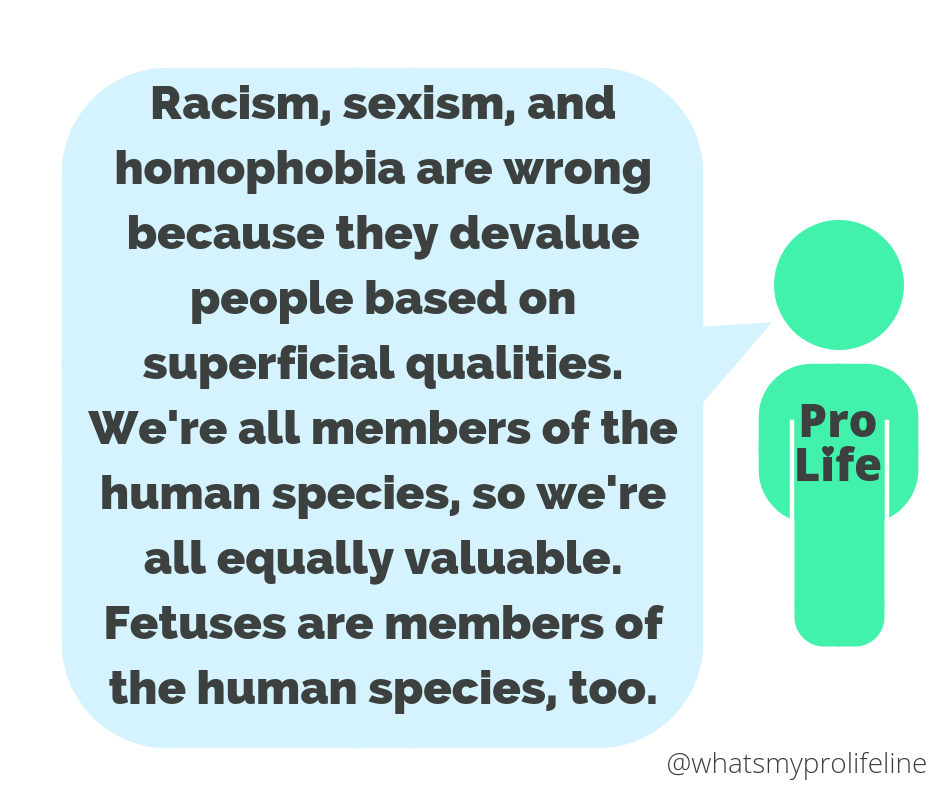 Racism, sexism, and
homophobia are wrong
because they devalue
people based on
superficial qualities.
We're all members of the
human species, so we're
all equally valuable.
Fetuses are members of
the human species, too.
Pro
Life
@whatsmyprolifeline